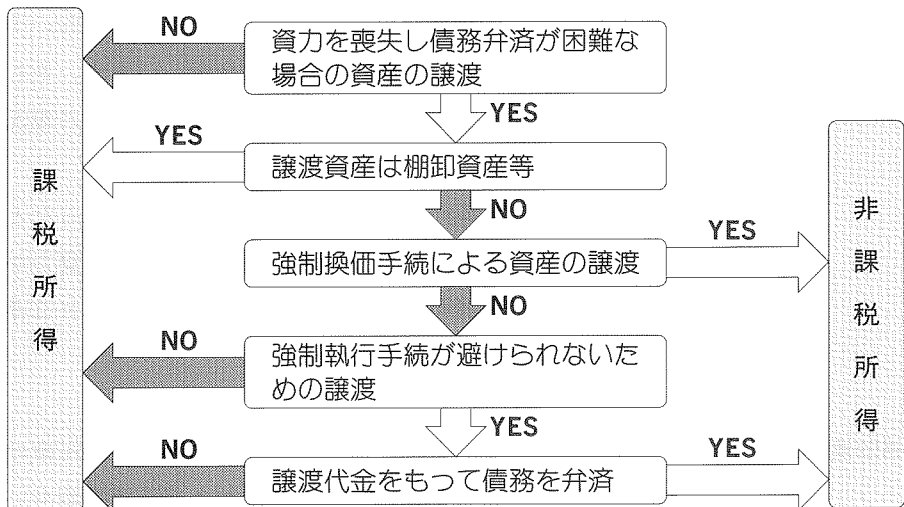 NO
資力を喪失し債務弁済が困難な
場合の資産の譲渡
YES
YES
譲渡資産は棚卸資産等
NO
YES
強制換価手続による資産の譲渡
NO
NO
強制執行手続が避けられないた
めの譲渡
YES
NO
譲渡代金をもって債務を弁済
YES
課税所得
非課税所得